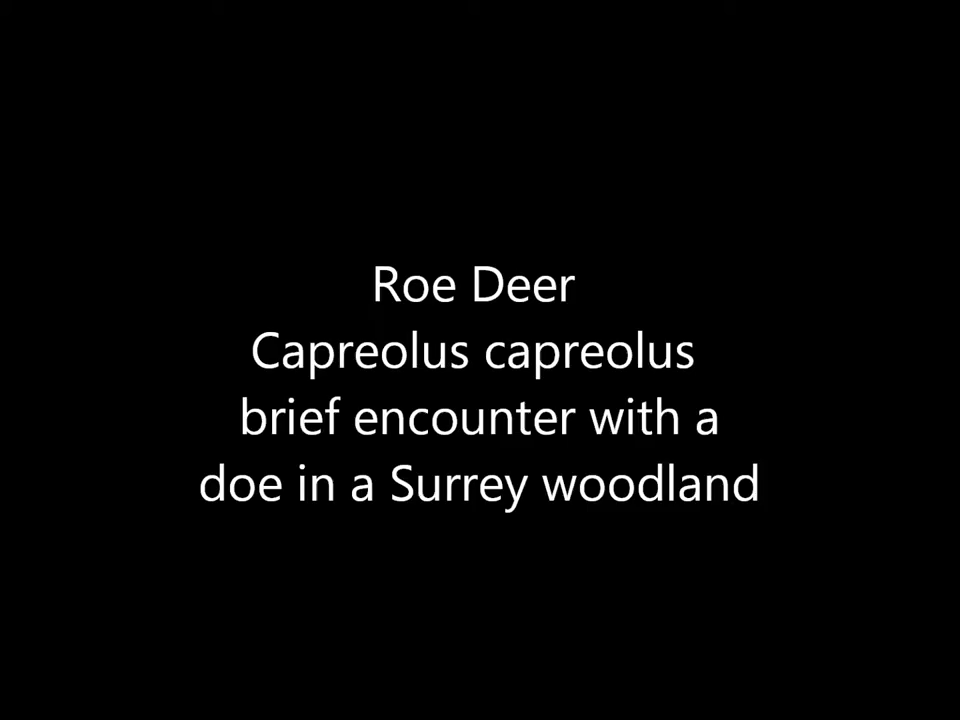 Roe Deer
Capreolus capreolus
brief encounter with a
doe in a Surrey woodland